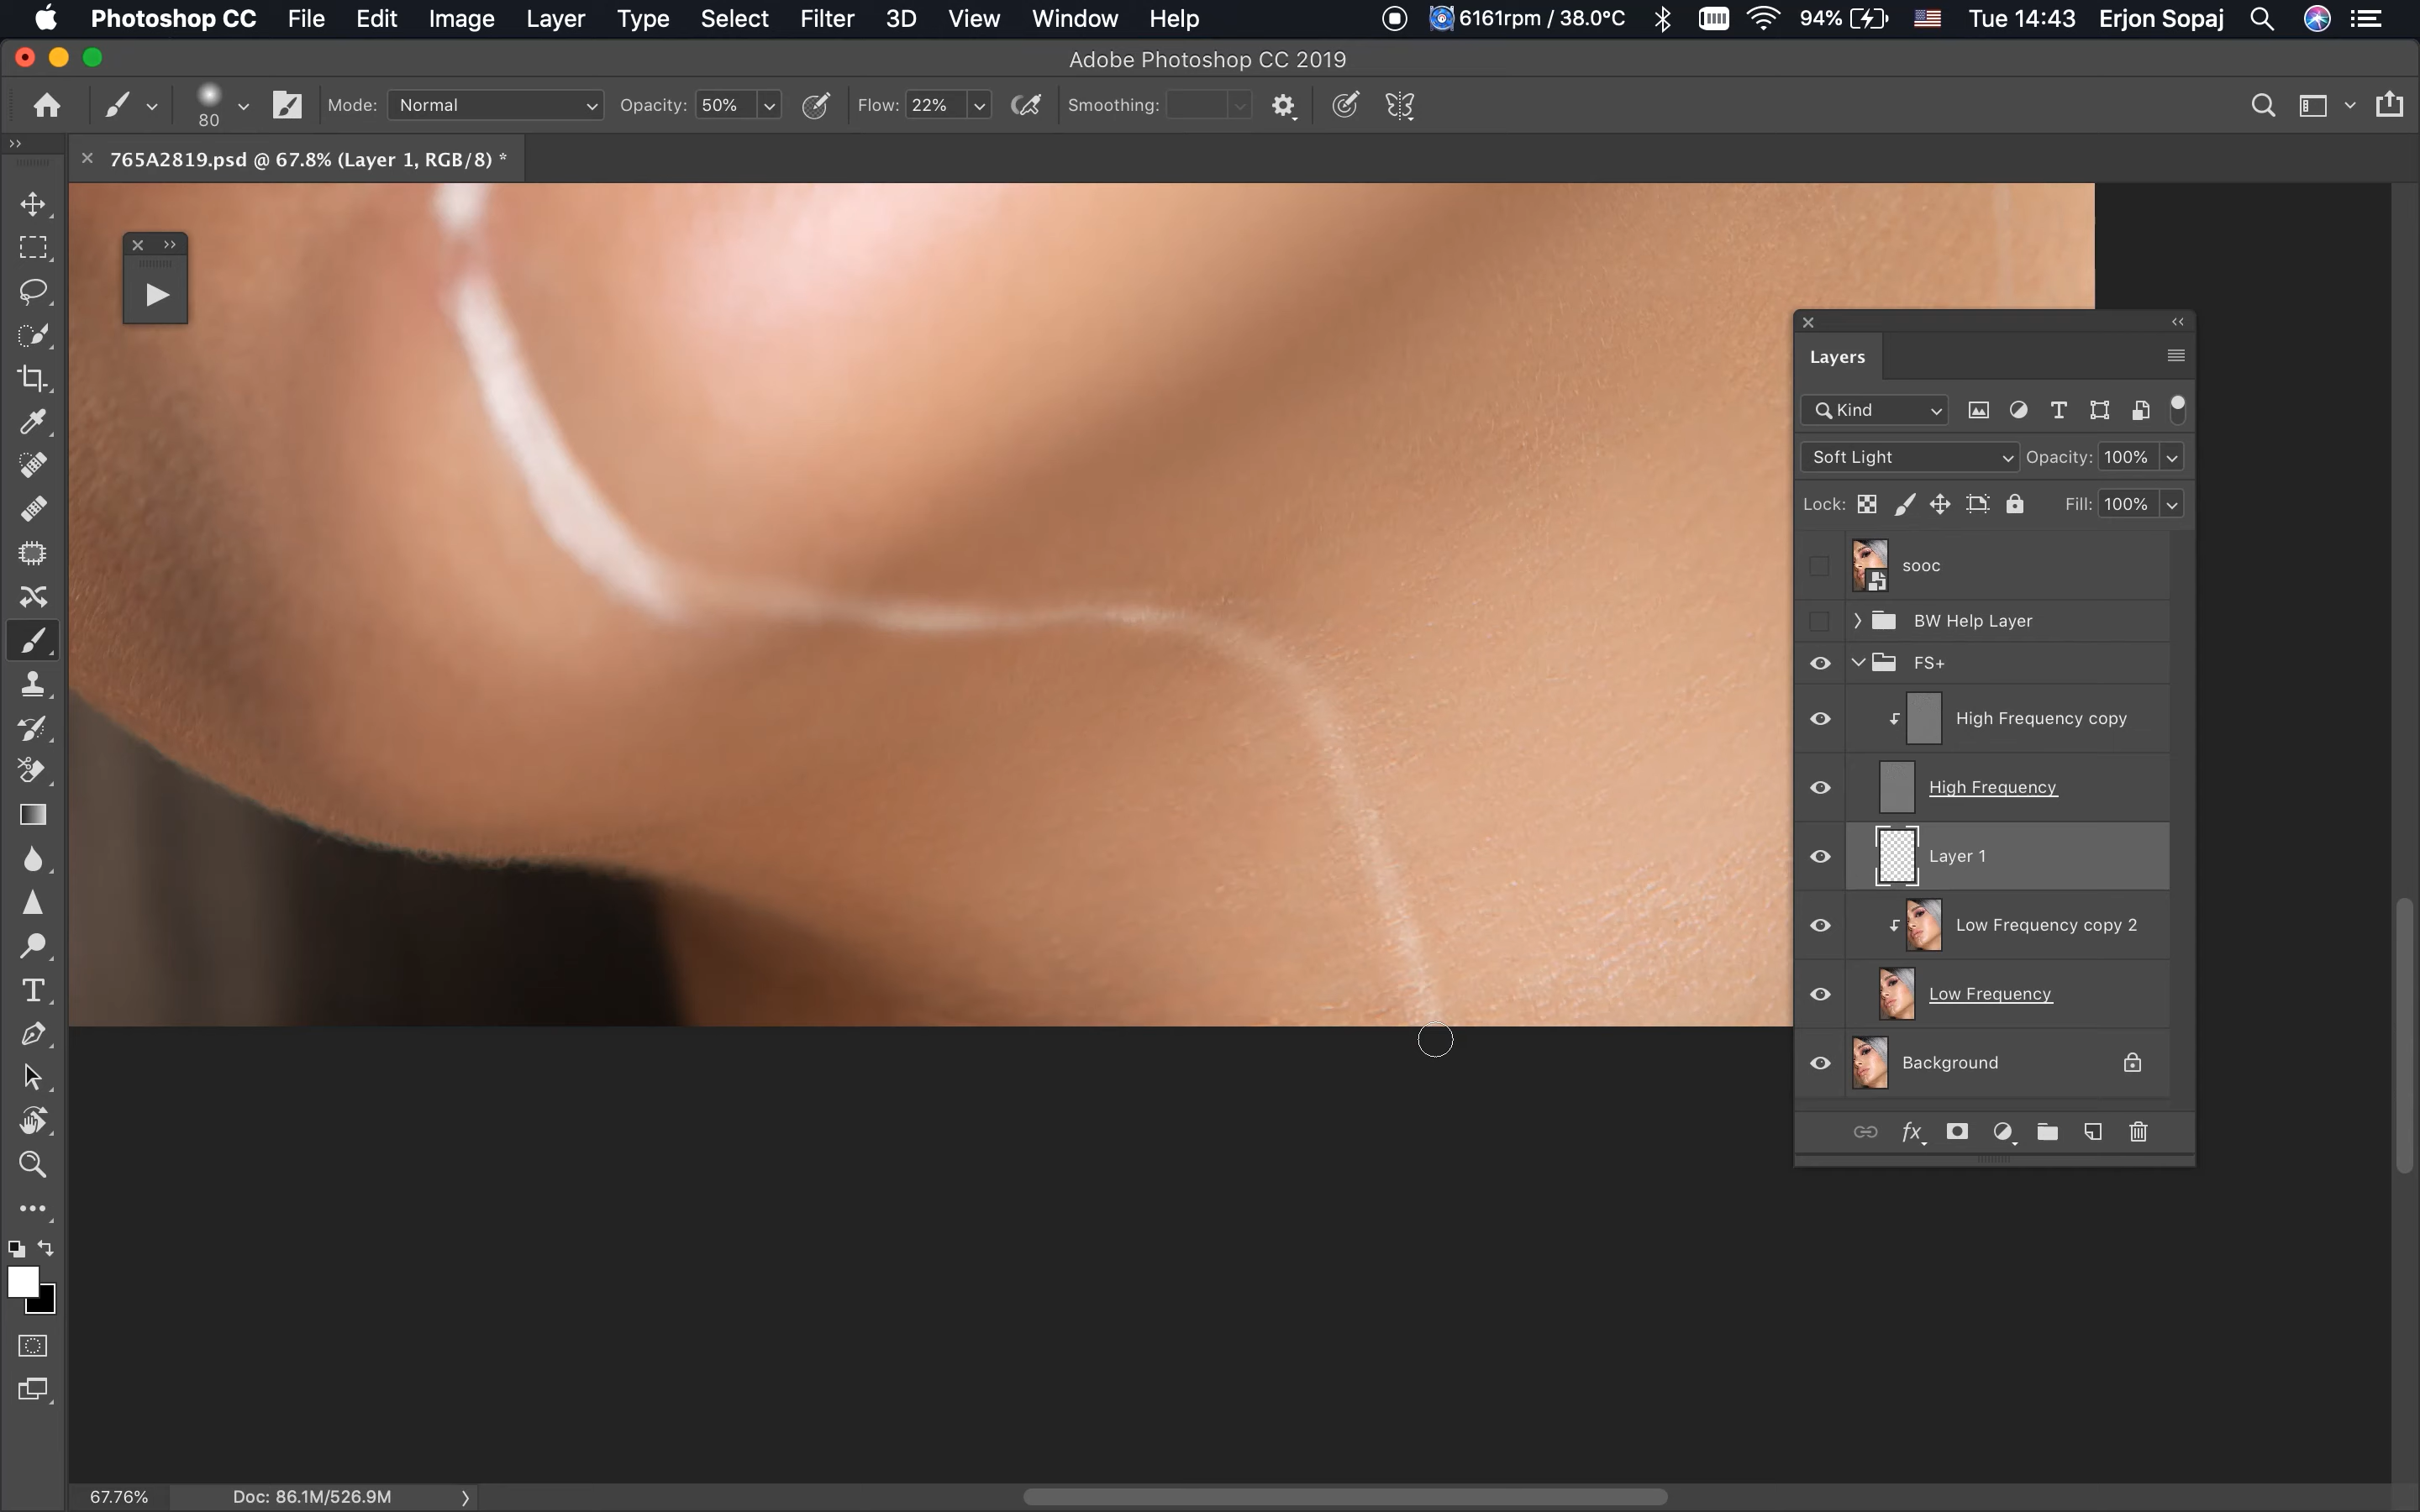 Photoshop CC File Edit Image Layer Type Select Filter 3D View Window Help 6161rpm / 38.0°C 94% Tue 14:43 Erjon Sopaj
Adobe Photoshop CC 2019
80 Mode: Normal Opacity: 50% Flow: 22% Smoothing:
765A2819.psd @ 67.8% (Layer 1, RGB/8) *
Layers
Kind
Soft Light Opacity: 100%
Lock: Fill: 100%
sooc
BW Help Layer
FS+
High Frequency copy
High Frequency
Layer 1
Low Frequency copy 2
Low Frequency
Background
fx
67.76% Doc: 86.1M/526.9M